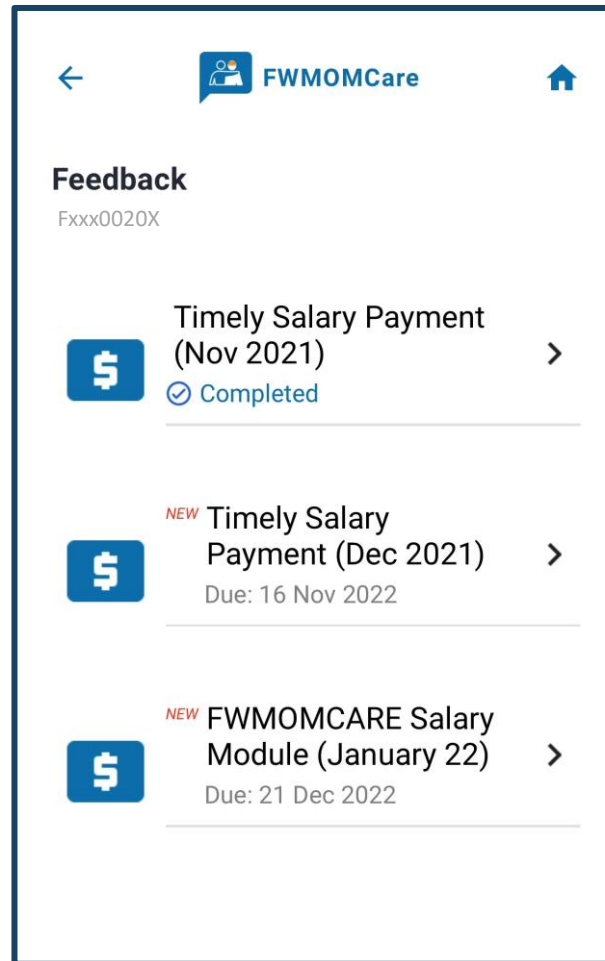 FWMOMCare
Feedback
Fxxx0020X
Timely Salary Payment
(Nov 2021)
Completed
NEW Timely Salary
Payment (Dec 2021)
Due: 16 Nov 2022
NEW FWMOMCARE Salary
Module (January 22)
Due: 21 Dec 2022